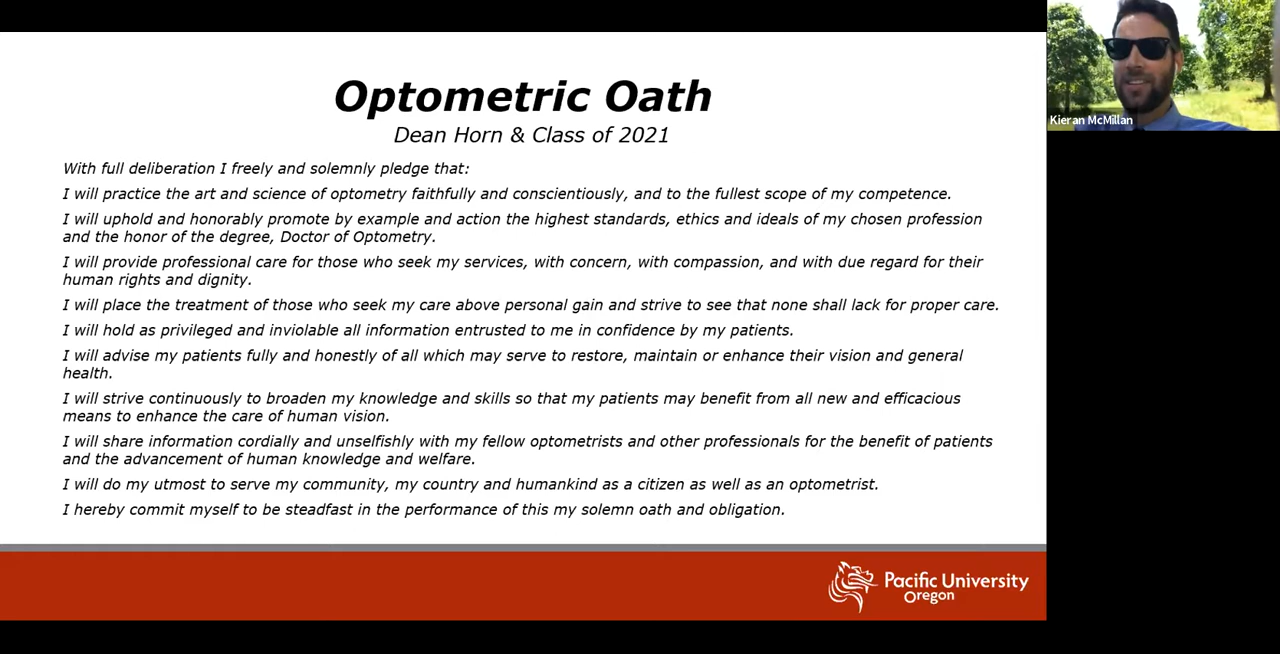 Optometric Oath
Dean Horn & Class of 2021
With full deliberation I freely and solemnly pledge that:
I will practice the art and science of optometry faithfully and conscientiously, and to the fullest scope of my competence.
I will uphold and honorably promote by example and action the highest standards, ethics and ideals of my chosen profession
and the honor of the degree, Doctor of Optometry.
I will provide professional care for those who seek my services, with concern, with compassion, and with due regard for their
human rights and dignity.
I will place the treatment of those who seek my care above personal gain and strive to see that none shall lack for proper care.
I will hold as privileged and inviolable all information entrusted to me in confidence by my patients.
I will advise my patients fully and honestly of all which may serve to restore, maintain or enhance their vision and general
health.
I will strive continuously to broaden my knowledge and skills so that my patients may benefit from all new and efficacious
means to enhance the care of human vision.
I will share information cordially and unselfishly with my fellow optometrists and other professionals for the benefit of patients
and the advancement of human knowledge and welfare.
I will do my utmost to serve my community, my country and humankind as a citizen as well as an optometrist.
I hereby commit myself to be steadfast in the performance of this my solemn oath and obligation.
Pacific University
Oregon
Kieran McMillan